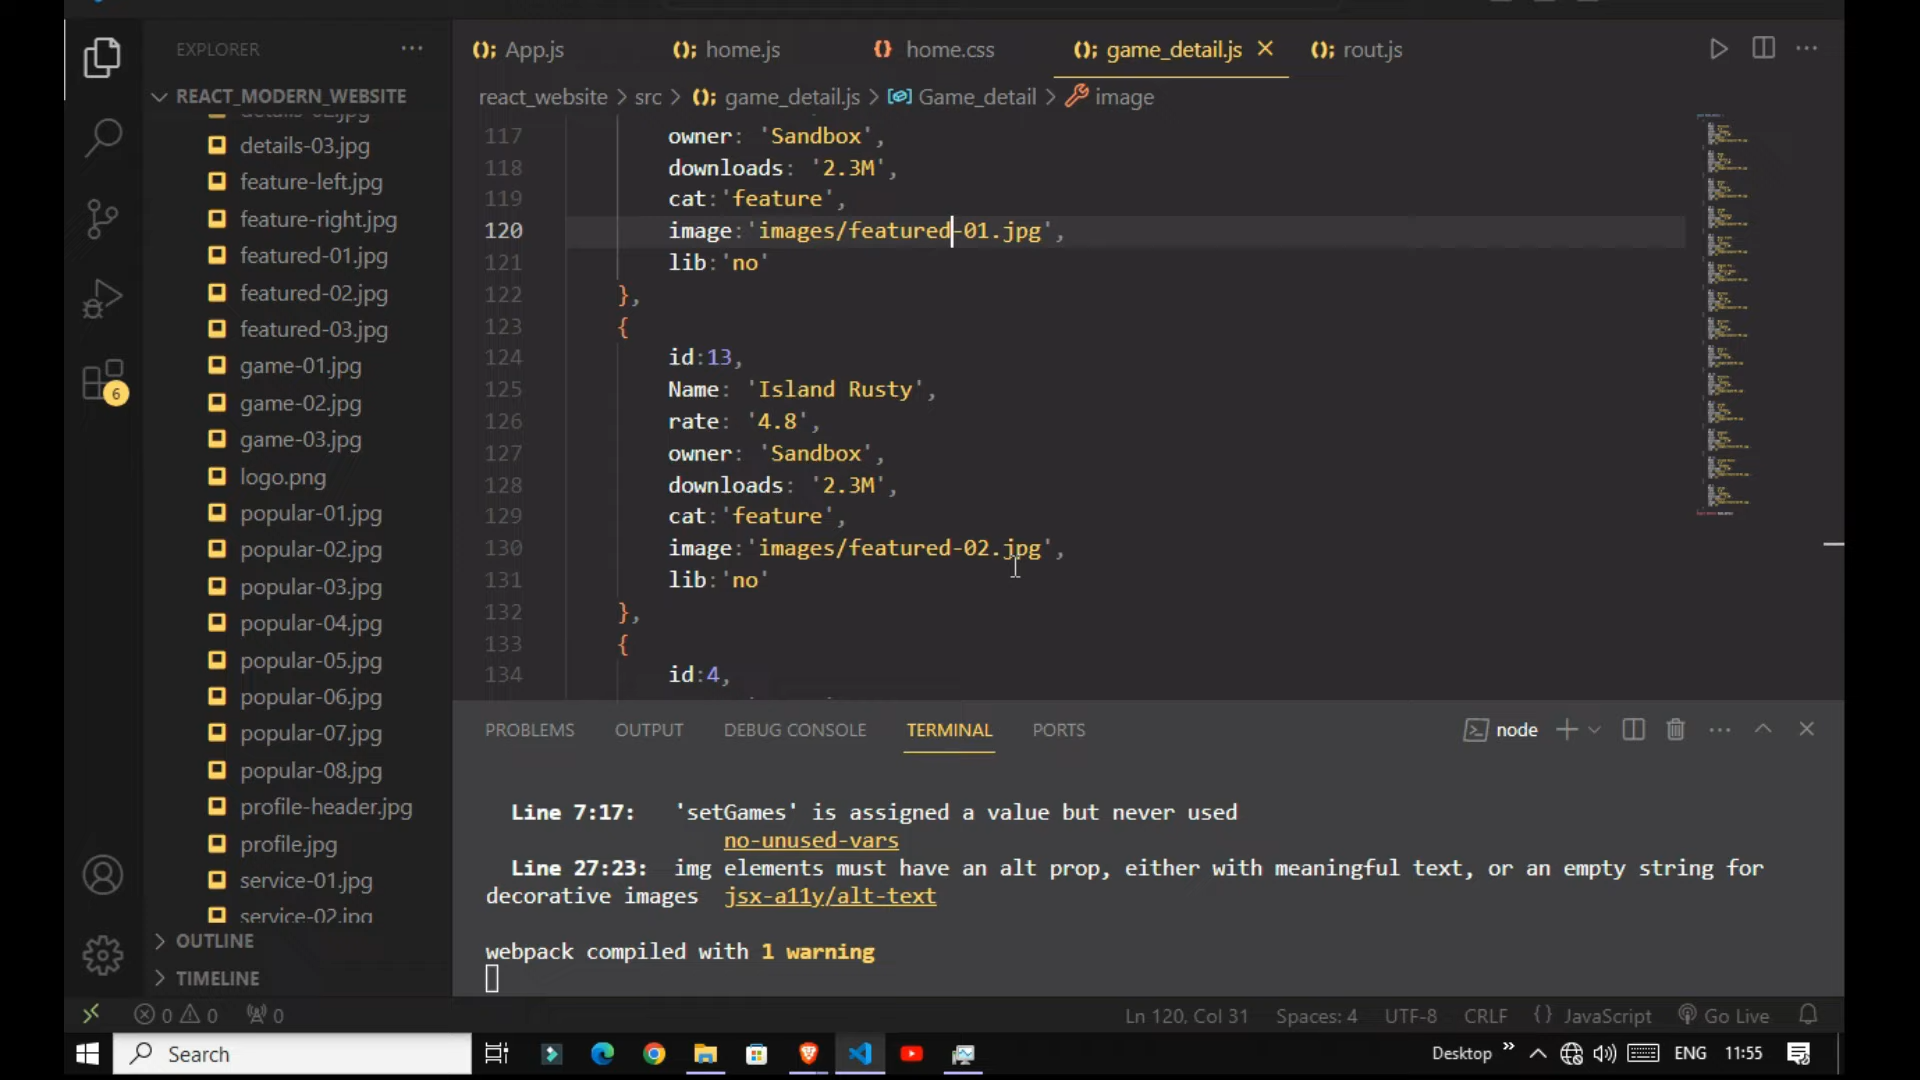 EXPLORER
App.js
home.js
home.css
game_detail.js
rout.js
REACT_MODERN_WEBSITE
react_website > src > game_detail.js > Game_detail > image
details-02.jpg
details-03.jpg
feature-left.jpg
feature-right.jpg
featured-01.jpg
featured-02.jpg
featured-03.jpg
game-01.jpg
game-02.jpg
game-03.jpg
logo.png
popular-01.jpg
popular-02.jpg
popular-03.jpg
popular-04.jpg
popular-05.jpg
popular-06.jpg
popular-07.jpg
popular-08.jpg
profile-header.jpg
profile.jpg
service-01.jpg
service-02.jpg
OUTLINE
TIMELINE
6
117 owner: 'Sandbox',
118 downloads: '2.3M',
119 cat:'feature',
120 image:'images/featured-01.jpg',
121 lib:'no'
122 },
123 {
124 id:13,
125 Name: 'Island Rusty',
126 rate: '4.8',
127 owner: 'Sandbox',
128 downloads: '2.3M',
129 cat:'feature',
130 image:'images/featured-02.jpg',
131 lib:'no'
132 },
133 {
134 id:4,
PROBLEMS OUTPUT DEBUG CONSOLE TERMINAL PORTS
node
Line 7:17: 'setGames' is assigned a value but never used
no-unused-vars
Line 27:23: img elements must have an alt prop, either with meaningful text, or an empty string for
decorative images jsx-a11y/alt-text
webpack compiled with 1 warning
0 0 0
Ln 120, Col 31 Spaces: 4 UTF-8 CRLF {} JavaScript Go Live
Search
Desktop
ENG 11:55